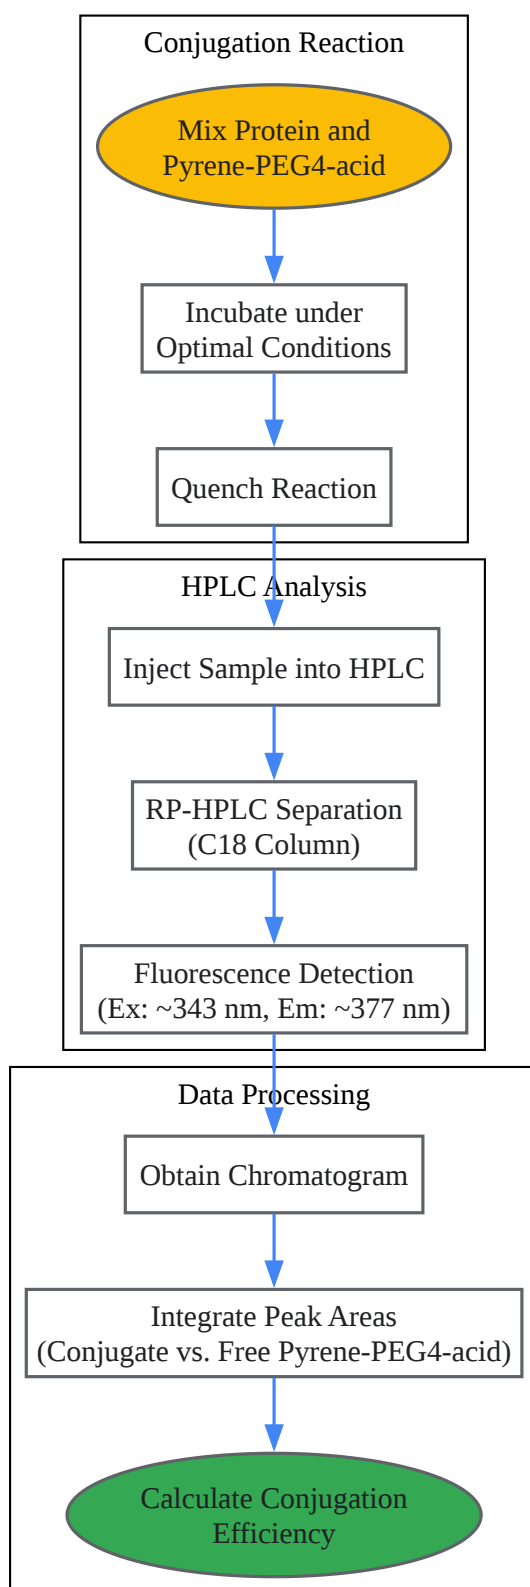 Conjugation Reaction
Mix Protein and
Pyrene-PEG4-acid
Incubate under
Optimal Conditions
Quench Reaction
HPLC Analysis
Inject Sample into HPLC
RP-HPLC Separation
(C18 Column)
Fluorescence Detection
(Ex: ~343 nm, Em: ~377 nm)
Data Processing
Obtain Chromatogram
Integrate Peak Areas
(Conjugate vs. Free Pyrene-PEG4-acid)
Calculate Conjugation
Efficiency